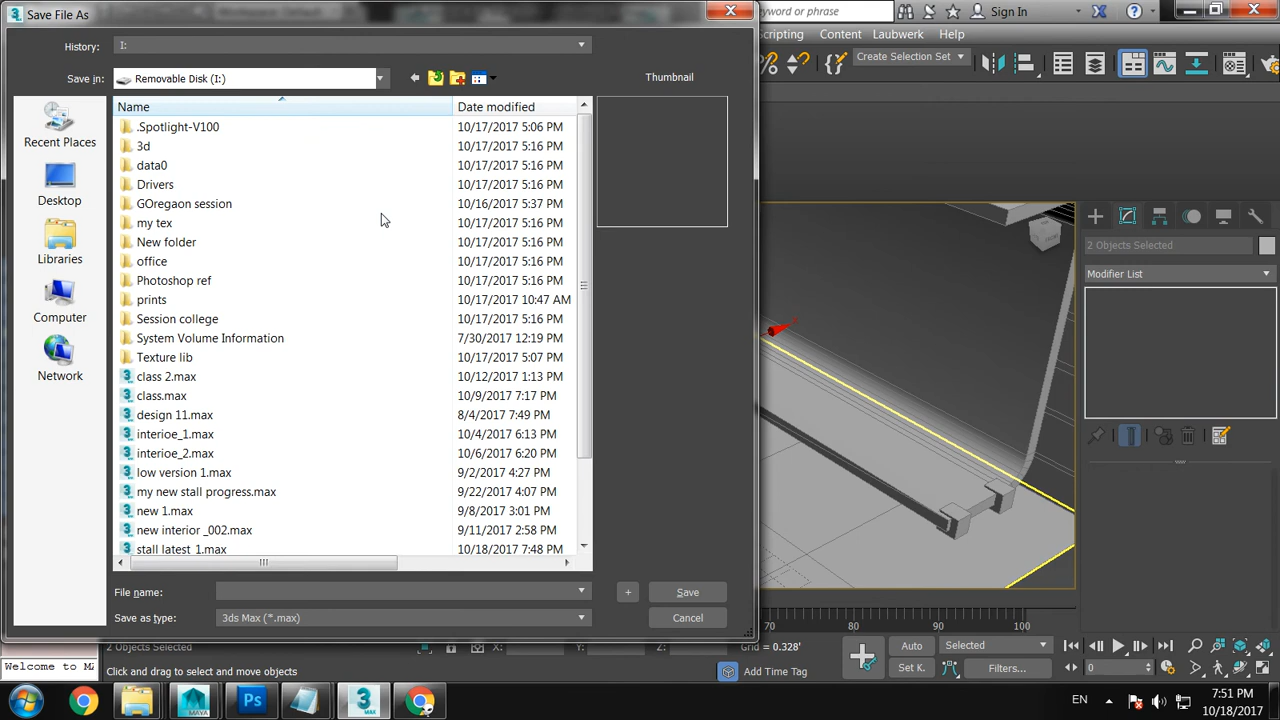 Save File As
History:
I:
Save in:
Removable Disk (I:)
Thumbnail
Name
Date modified
Recent Places
Desktop
Libraries
Computer
Network
.Spotlight-V100 10/17/2017 5:06 PM
3d 10/17/2017 5:16 PM
data0 10/17/2017 5:16 PM
Drivers 10/17/2017 5:16 PM
GOregaon session 10/16/2017 5:37 PM
my tex 10/17/2017 5:16 PM
New folder 10/17/2017 5:16 PM
office 10/17/2017 5:16 PM
Photoshop ref 10/17/2017 5:16 PM
prints 10/17/2017 10:47 AM
Session college 10/17/2017 5:16 PM
System Volume Information 7/30/2017 12:19 PM
Texture lib 10/17/2017 5:07 PM
class 2.max 10/12/2017 1:13 PM
class.max 10/9/2017 7:17 PM
design 11.max 8/4/2017 7:49 PM
interioe_1.max 10/4/2017 6:13 PM
interioe_2.max 10/6/2017 6:20 PM
low version 1.max 9/2/2017 4:27 PM
my new stall progress.max 9/22/2017 4:07 PM
new 1.max 9/8/2017 3:01 PM
new interior _002.max 9/11/2017 2:58 PM
stall latest 1.max 10/18/2017 7:48 PM
File name:
+
Save
Save as type:
3ds Max (*.max)
Cancel
keyword or phrase
Sign In
Scripting
Content
Laubwerk
Help
Create Selection Set
2 Objects Selected
Modifier List
70 80 90 100
2 Objects Selected
X:
Y:
Z:
Grid = 0.328'
Auto
Selected
Welcome to MA
Click and drag to select and move objects
Add Time Tag
Set K.
Filters...
0
MAYA
Ps
3
MAX
EN
7:51 PM
10/18/2017